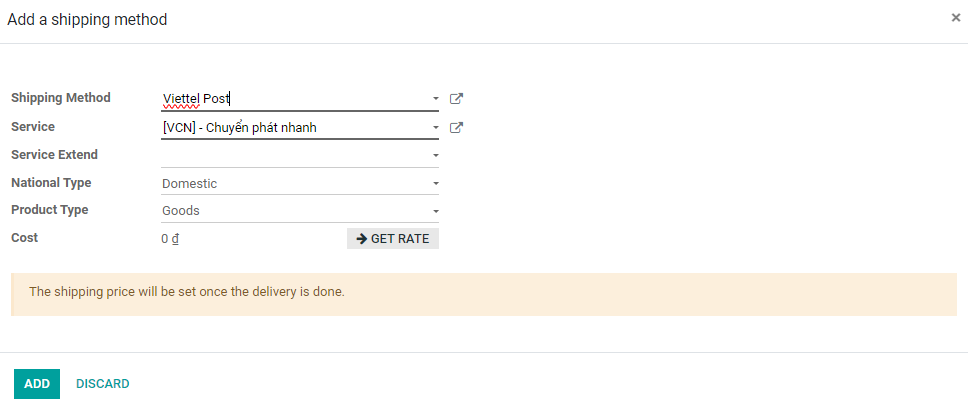 Add a shipping method ×
Shipping Method Viettel Post
Service [VCN] - Chuyển phát nhanh
Service Extend
National Type Domestic
Product Type Goods
Cost 0 ₫ GET RATE
The shipping price will be set once the delivery is done.
ADD DISCARD